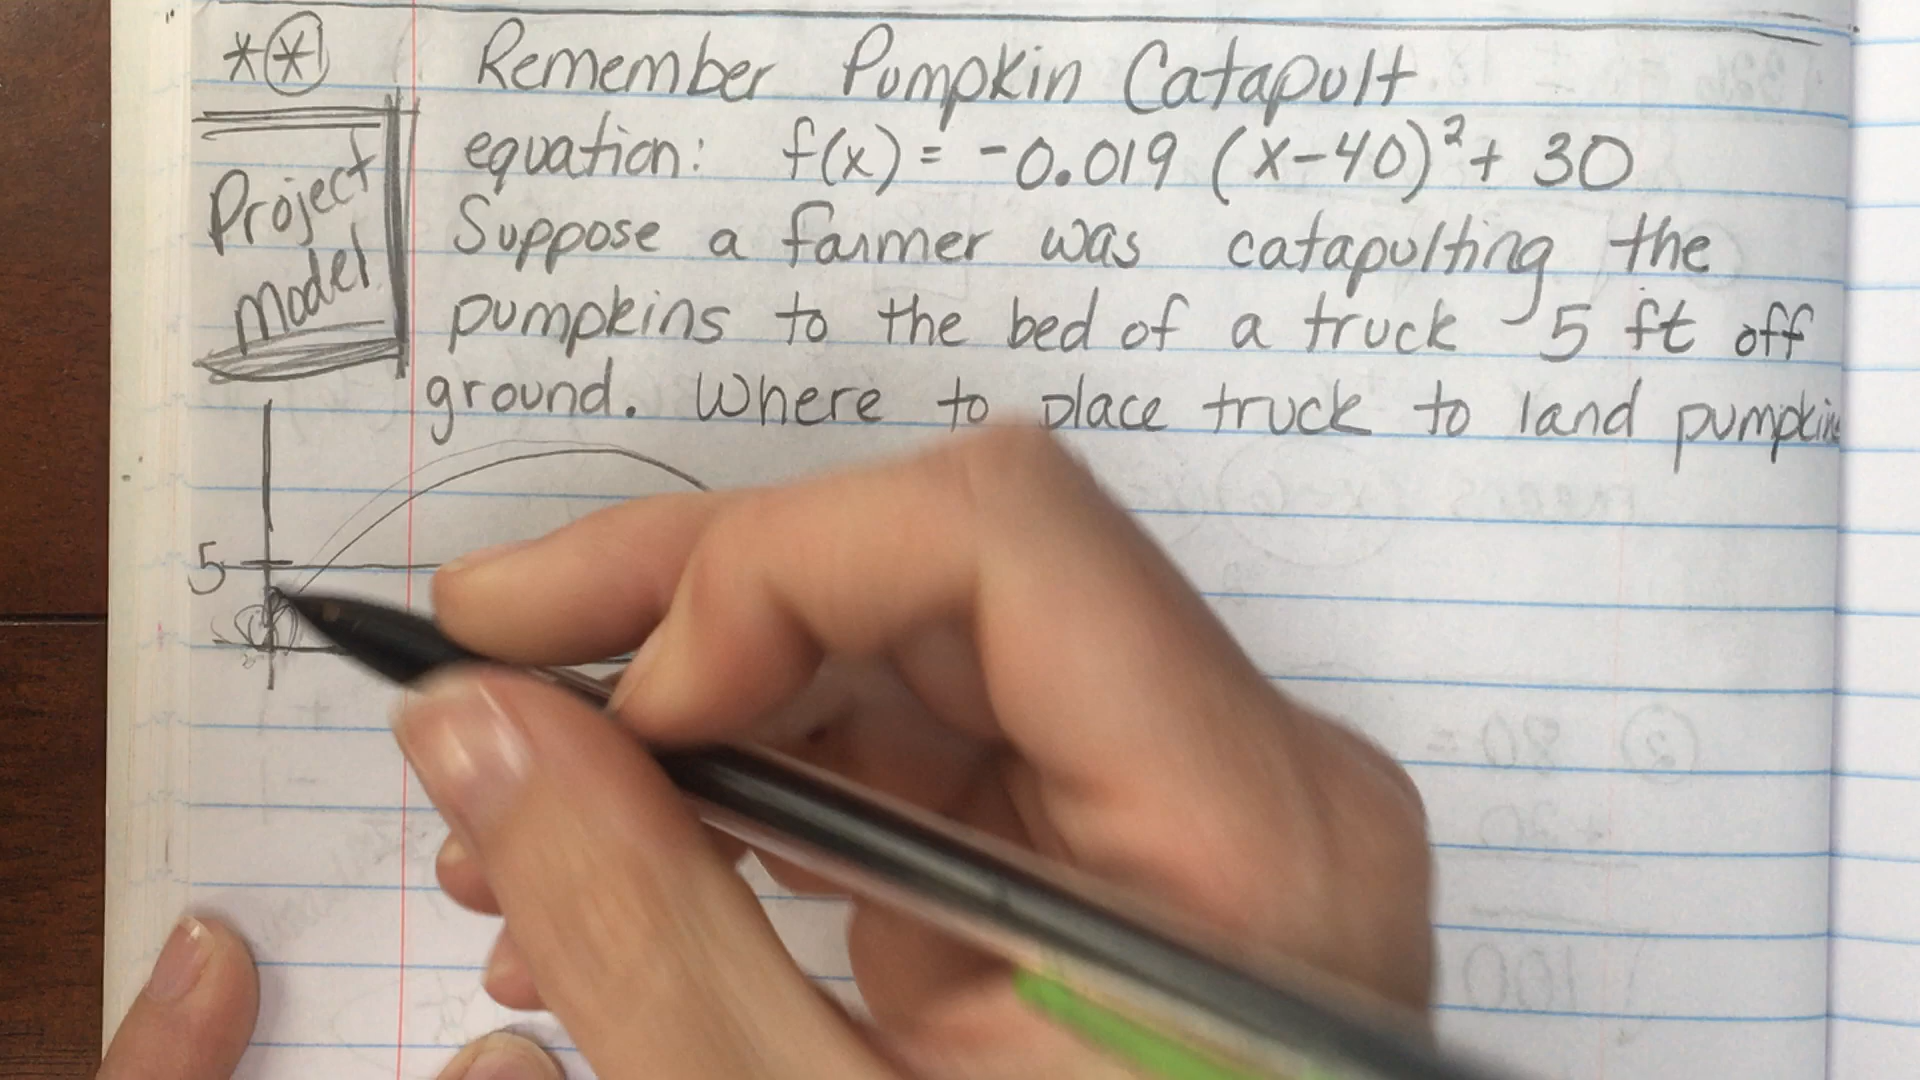 **
Project
model
Remember Pumpkin Catapult
equation: f(x) = -0.019 (x-40)² + 30
Suppose a farmer was catapulting the
pumpkins to the bed of a truck 5 ft off
ground. Where to place truck to land pumpkin
5